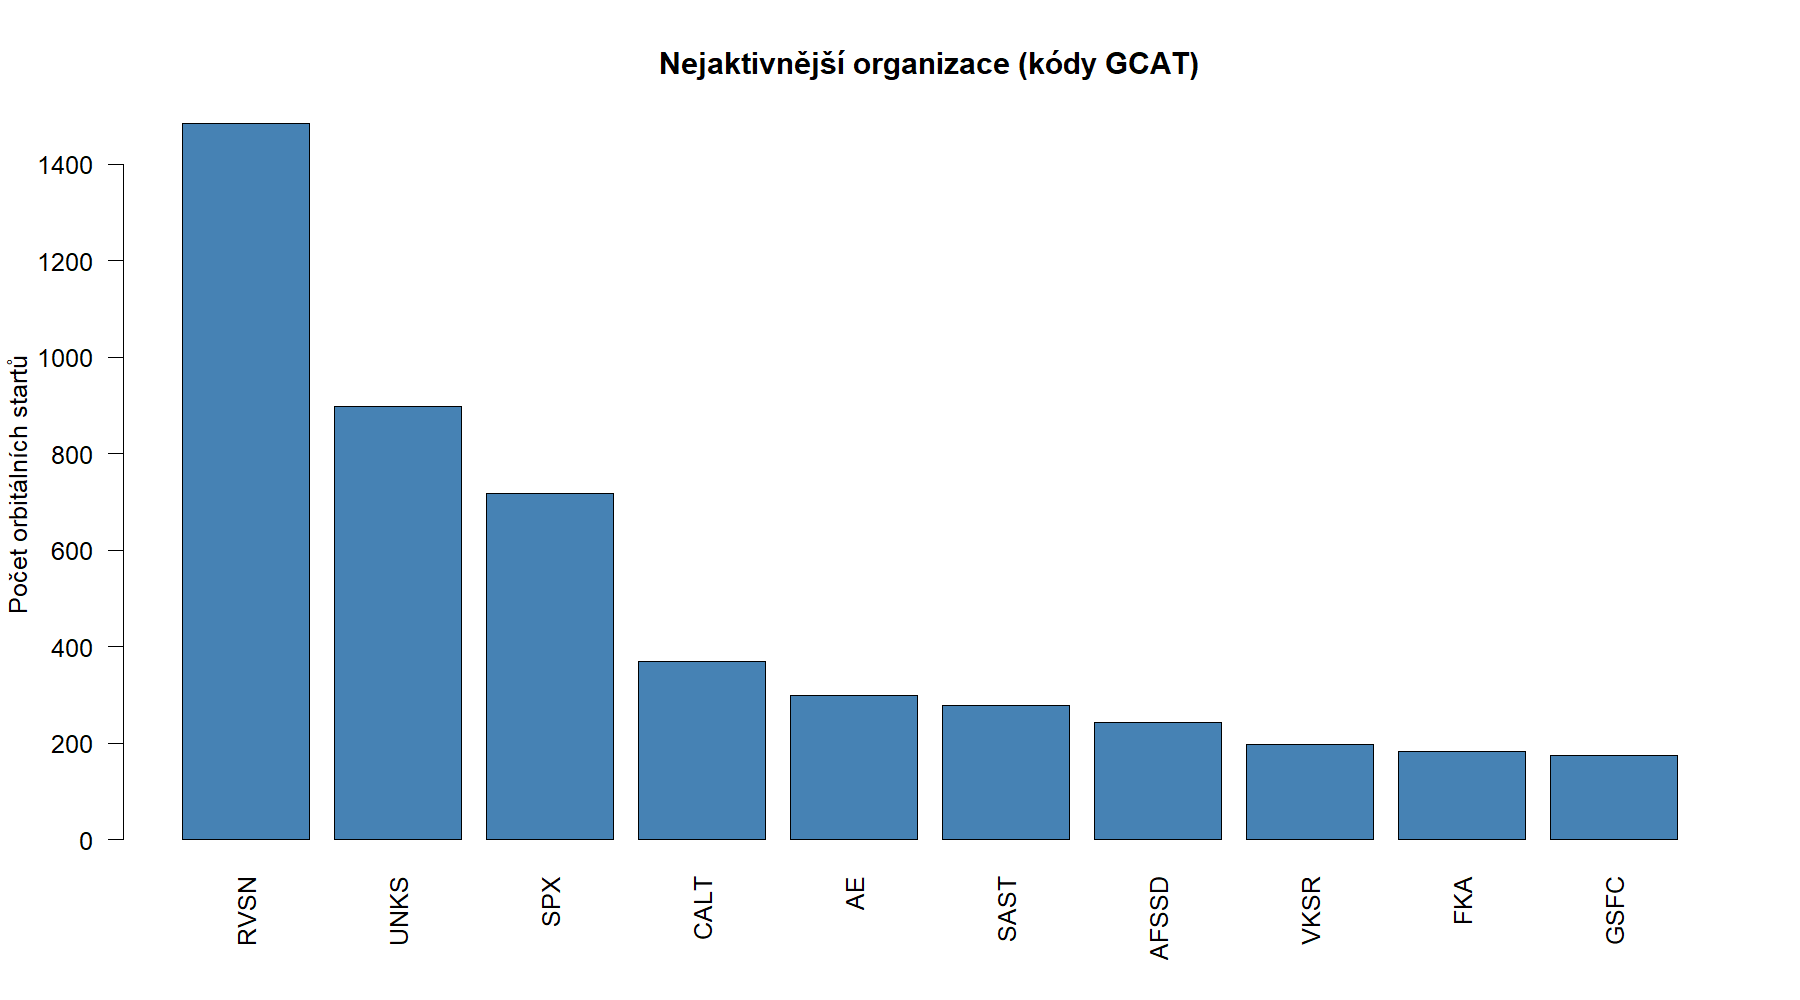 Nejaktivnější organizace (kódy GCAT)
Počet orbitálních startů
1400
1200
1000
800
600
400
200
0
RVSN
UNKS
SPX
CALT
AE
SAST
AFSSD
VKSR
FKA
GSFC